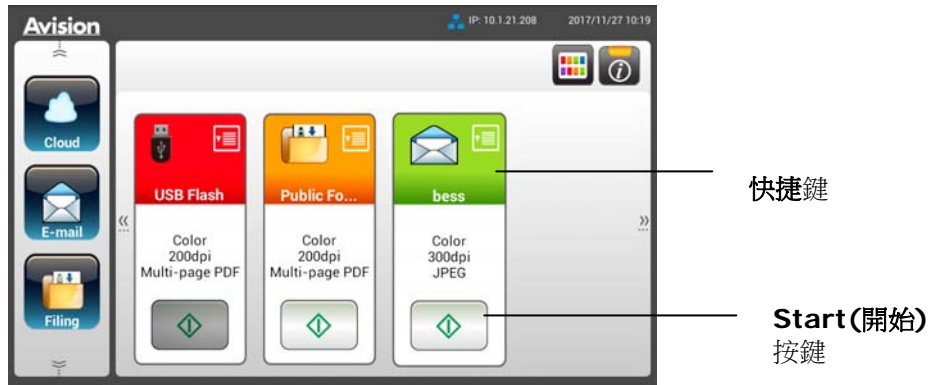 Avision
IP: 10.1.21.208 2017/11/27 10:19
Cloud
E-mail
Filing
USB Flash
Color
200dpi
Multi-page PDF
Public Fo...
Color
200dpi
Multi-page PDF
bess
Color
300dpi
JPEG
快捷鍵
Start(開始)
按鍵